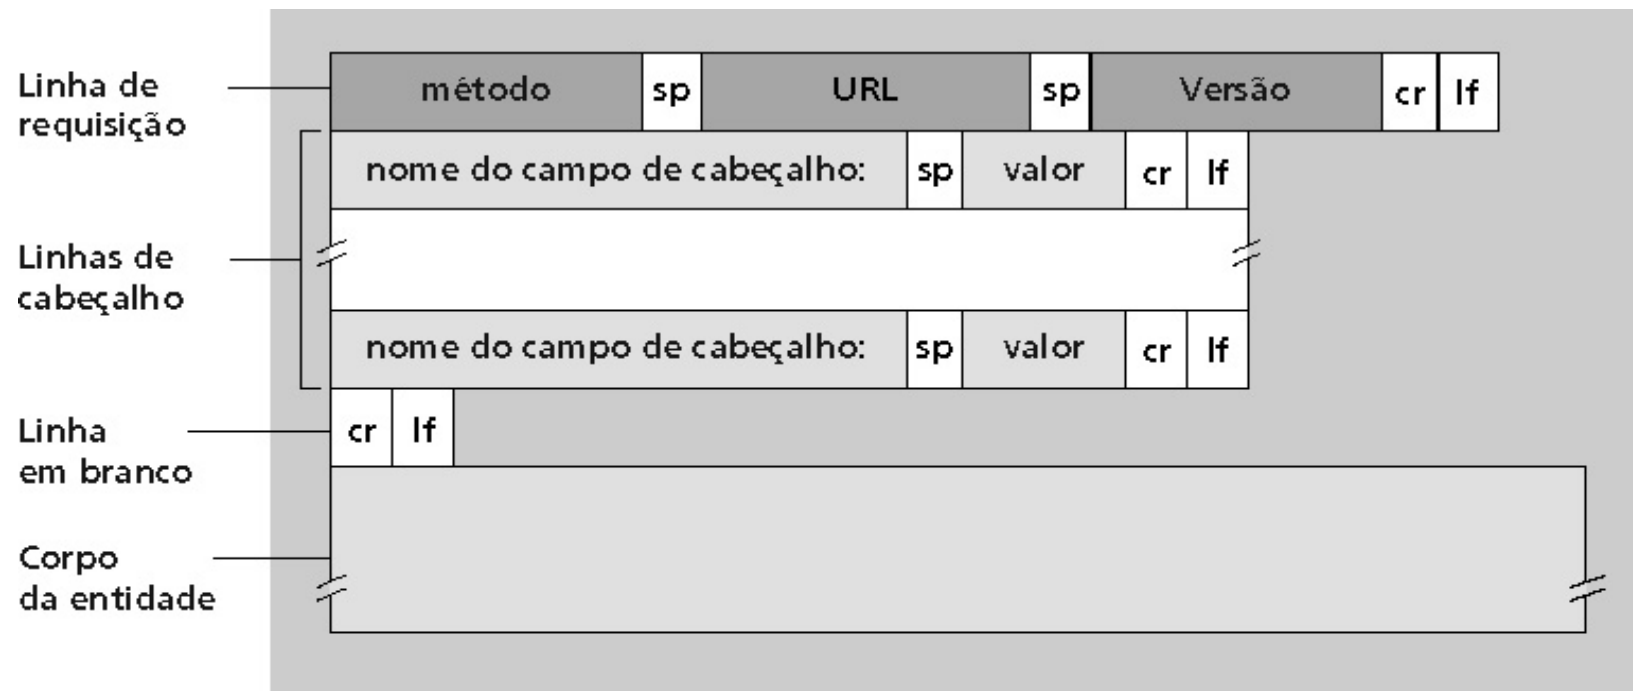 Linha de
requisição
método sp URL sp Versão cr lf
nome do campo de cabeçalho: sp valor cr lf
Linhas de
cabeçalho
nome do campo de cabeçalho: sp valor cr lf
Linha
em branco
cr lf
Corpo
da entidade